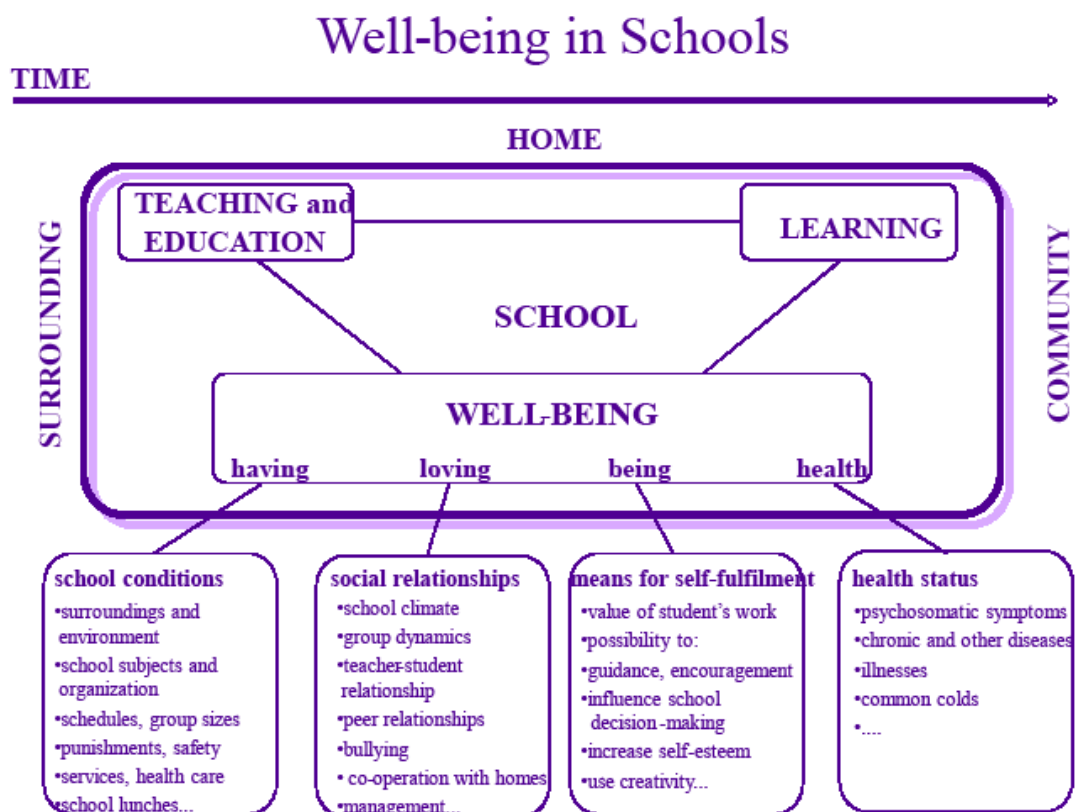 Well-being in Schools
TIME
HOME
SURROUNDING
COMMUNITY
TEACHING and
EDUCATION
LEARNING
SCHOOL
WELL-BEING
having loving being health
school conditions
•surroundings and
environment
•school subjects and
organization
•schedules, group sizes
•punishments, safety
•services, health care
•school lunches...
social relationships
•school climate
•group dynamics
•teacher-student
relationship
•peer relationships
•bullying
• co-operation with homes
•management...
means for self-fulfilment
•value of student's work
•possibility to:
•guidance, encouragement
•influence school
decision-making
•increase self-esteem
•use creativity...
health status
•psychosomatic symptoms
•chronic and other diseases
•illnesses
•common colds
•....